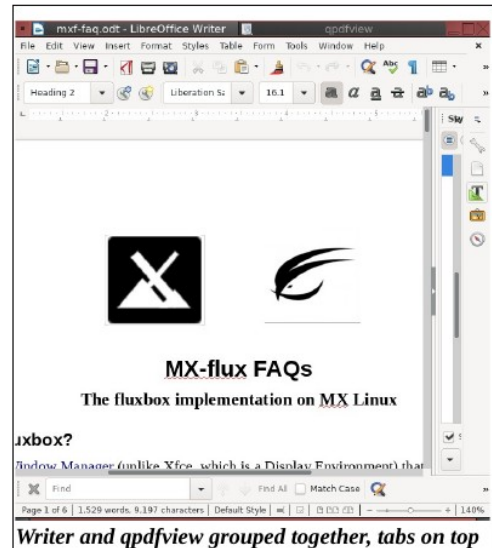 mxf-faq.odt - LibreOffice Writer
qpdfview
File Edit View Insert Format Styles Table Form Tools Window Help
Heading 2 Liberation Sa 16.1
MX-flux FAQs
The fluxbox implementation on MX Linux
uxbox?
Window Manager (unlike Xfce, which is a Display Environment) that
Find Find All Match Case
Page 1 of 6 1,529 words, 9,197 characters Default Style 140%
Writer and qpdfview grouped together, tabs on top